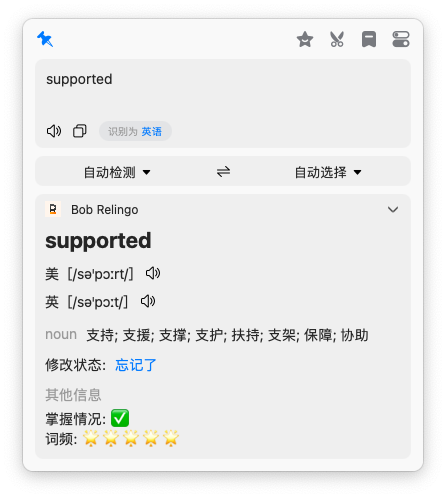 supported
识别为 英语
自动检测
自动选择
Bob Relingo
supported
美 [/səˈpɔːrt/]
英 [/səˈpɔːt/]
noun 支持; 支援; 支撑; 支护; 扶持; 支架; 保障; 协助
修改状态: 忘记了
其他信息
掌握情况: ✅
词频: 🌟🌟🌟🌟🌟